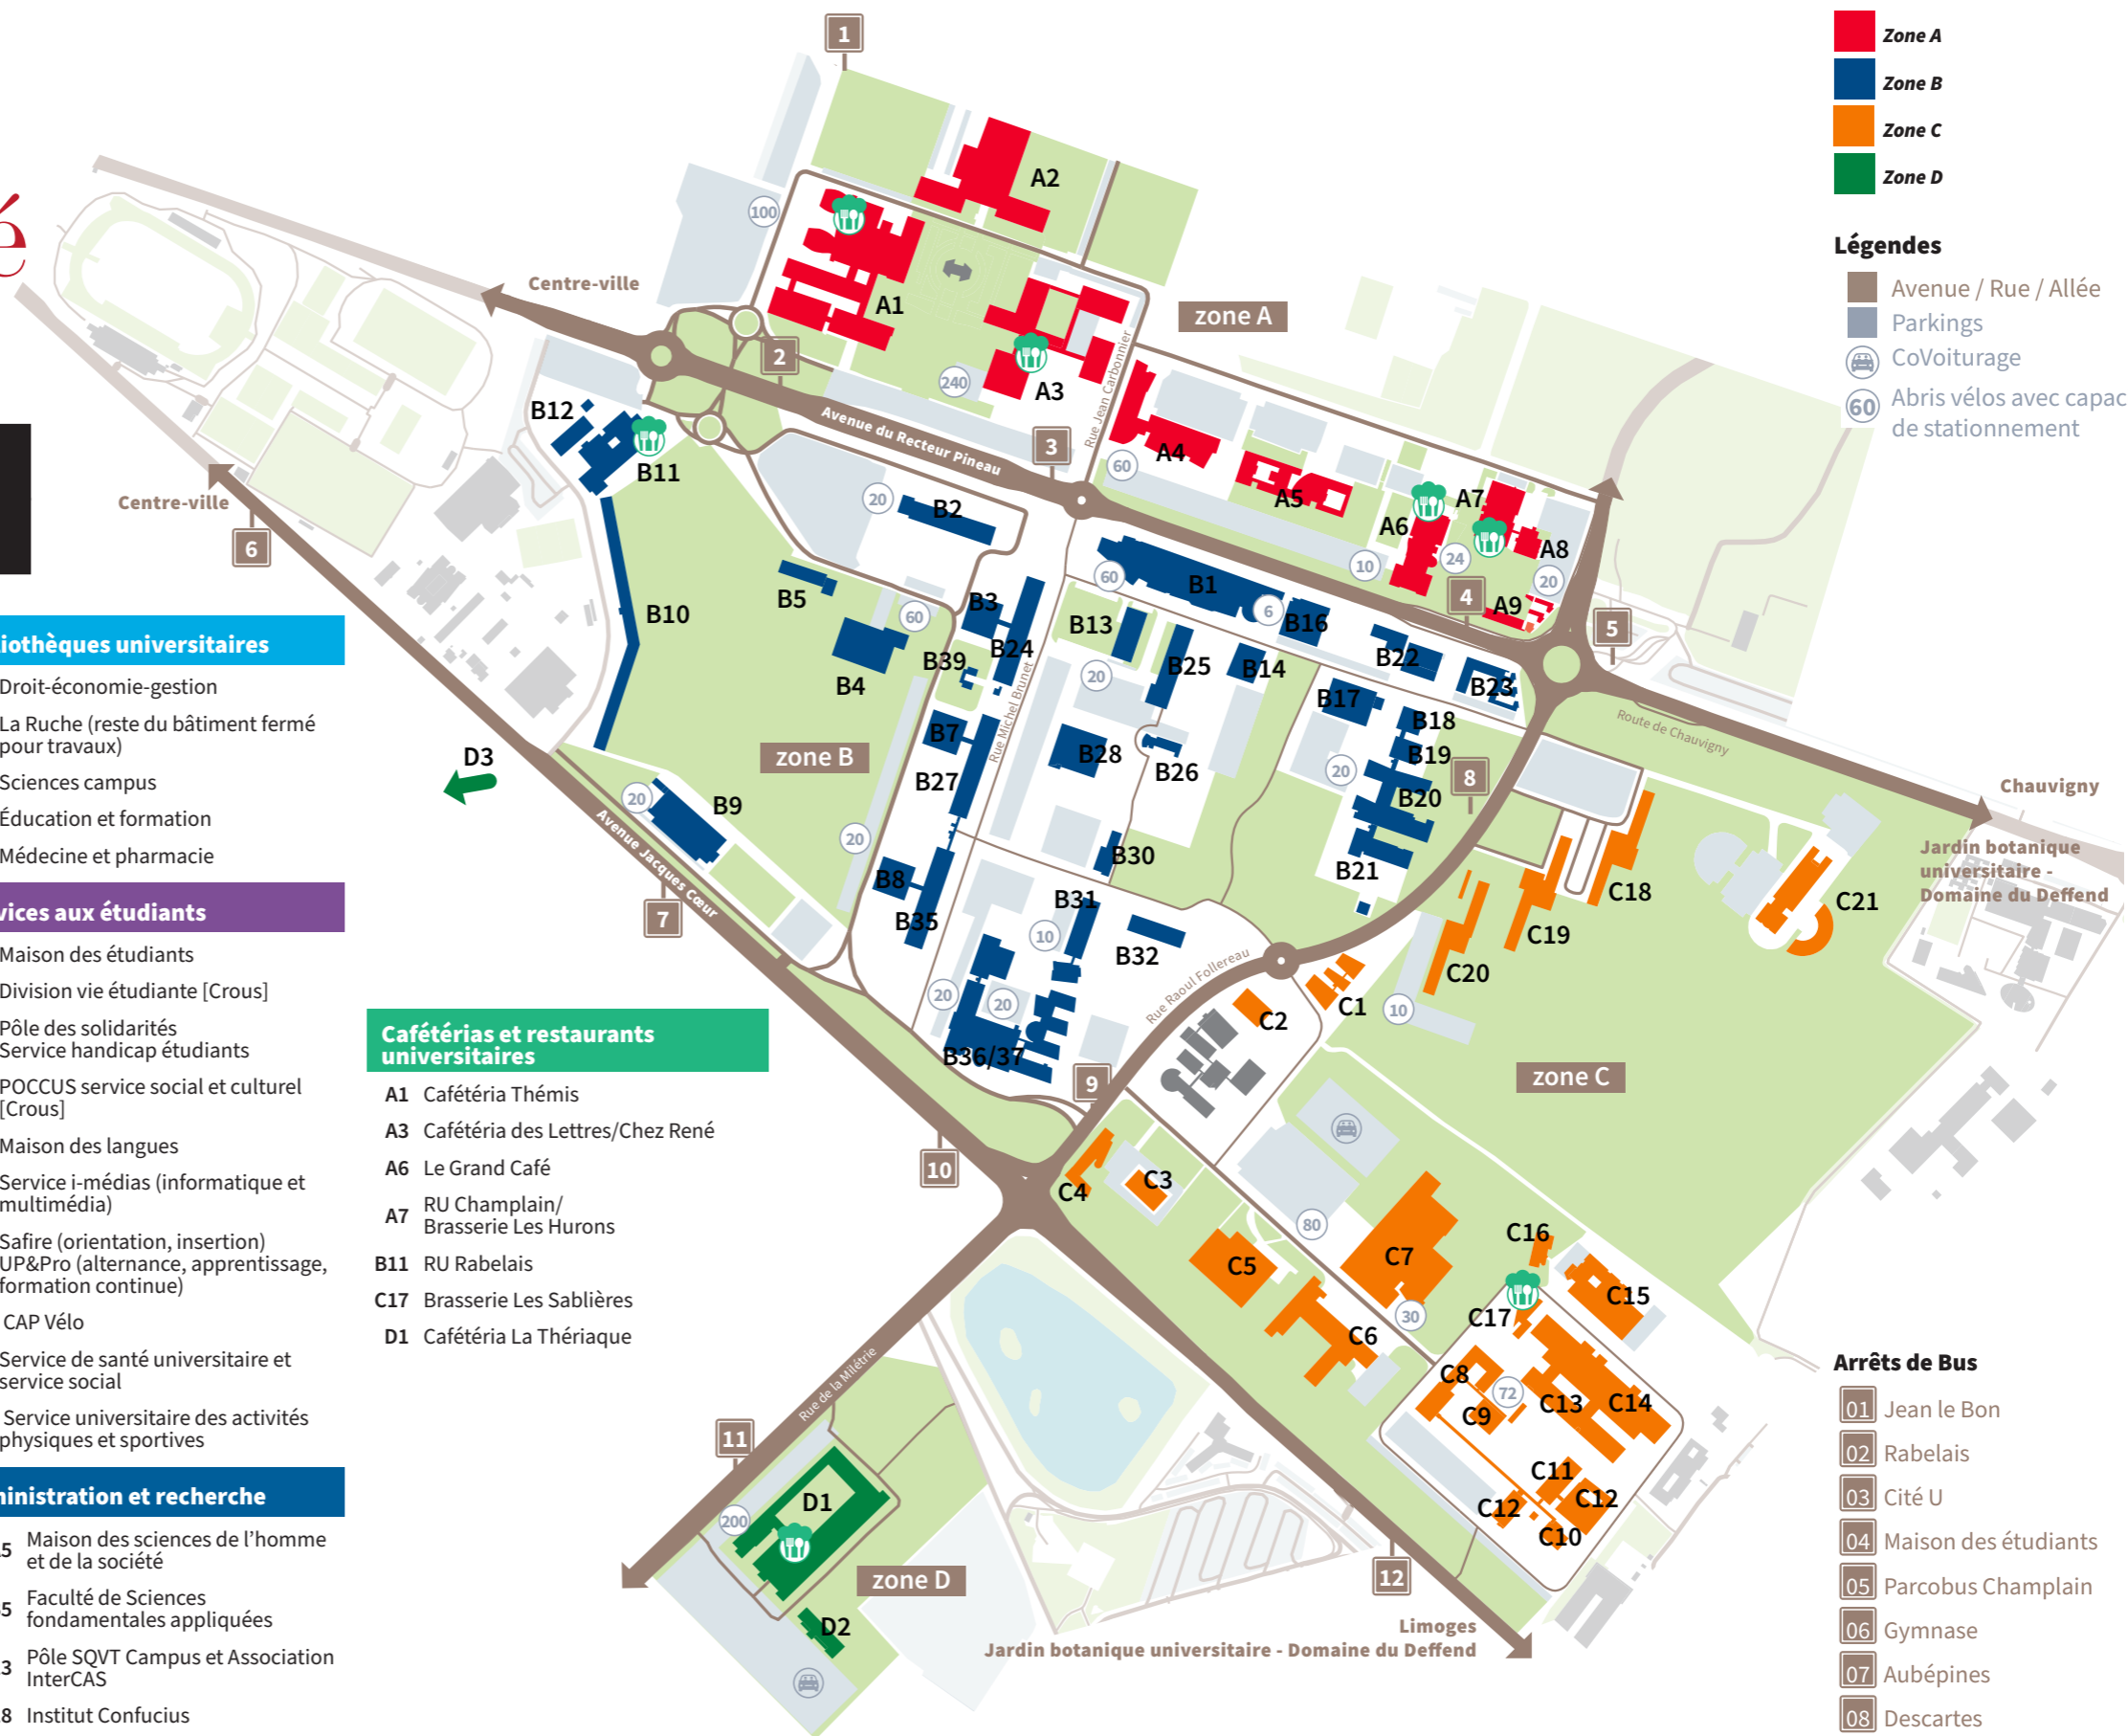 é
Zone A
Zone B
Zone C
Zone D
Légendes
Avenue / Rue / Allée
Parkings
CoVoiturage
60 Abris vélos avec capac
de stationnement
1
A2
100
A1
Centre-ville
zone A
2
240
A3
Rue Jean Carbonnier
Avenue du Recteur Pineau
3
B12
B11
Centre-ville
6
60
A4
A5
A6
A7
A8
10
24
20
4
A9
5
20
B2
B5
60
B3
B24
B39
B4
B10
60
B1
6
B16
B13
20
B25
B14
B22
B23
B17
B18
B19
B20
B21
20
8
Route de Chauvigny
Chauvigny
Jardin botanique
universitaire -
Domaine du Deffend
Rue Michel Brunet
B7
B27
B28
B26
zone B
D3
20
B9
20
Avenue Jacques Cœur
7
B8
B35
B30
B31
10
B32
20
20
B36/37
Rue Raoul Follereau
C18
C19
C20
C21
C1
C2
10
zone C
9
10
C4
C3
80
C5
C7
C6
30
C16
C17
C15
C8
72
C9
C13
C14
C11
C12
C12
C10
Rue de la Milétrie
11
200
D1
zone D
D2
12
Limoges
Jardin botanique universitaire - Domaine du Deffend
liothèques universitaires
Droit-économie-gestion
La Ruche (reste du bâtiment fermé
pour travaux)
Sciences campus
Éducation et formation
Médecine et pharmacie
vices aux étudiants
Maison des étudiants
Division vie étudiante [Crous]
Pôle des solidarités
Service handicap étudiants
POCCUS service social et culturel
[Crous]
Maison des langues
Service i-médias (informatique et
multimédia)
Safire (orientation, insertion)
UP&Pro (alternance, apprentissage,
formation continue)
CAP Vélo
Service de santé universitaire et
service social
Service universitaire des activités
physiques et sportives
ministration et recherche
5 Maison des sciences de l’homme
et de la société
5 Faculté de Sciences
fondamentales appliquées
3 Pôle SQVT Campus et Association
InterCAS
8 Institut Confucius
Cafétérias et restaurants
universitaires
A1 Cafétéria Thémis
A3 Cafétéria des Lettres/Chez René
A6 Le Grand Café
A7 RU Champlain/
Brasserie Les Hurons
B11 RU Rabelais
C17 Brasserie Les Sablières
D1 Cafétéria La Thériaque
Arrêts de Bus
01 Jean le Bon
02 Rabelais
03 Cité U
04 Maison des étudiants
05 Parcobus Champlain
06 Gymnase
07 Aubépines
08 Descartes